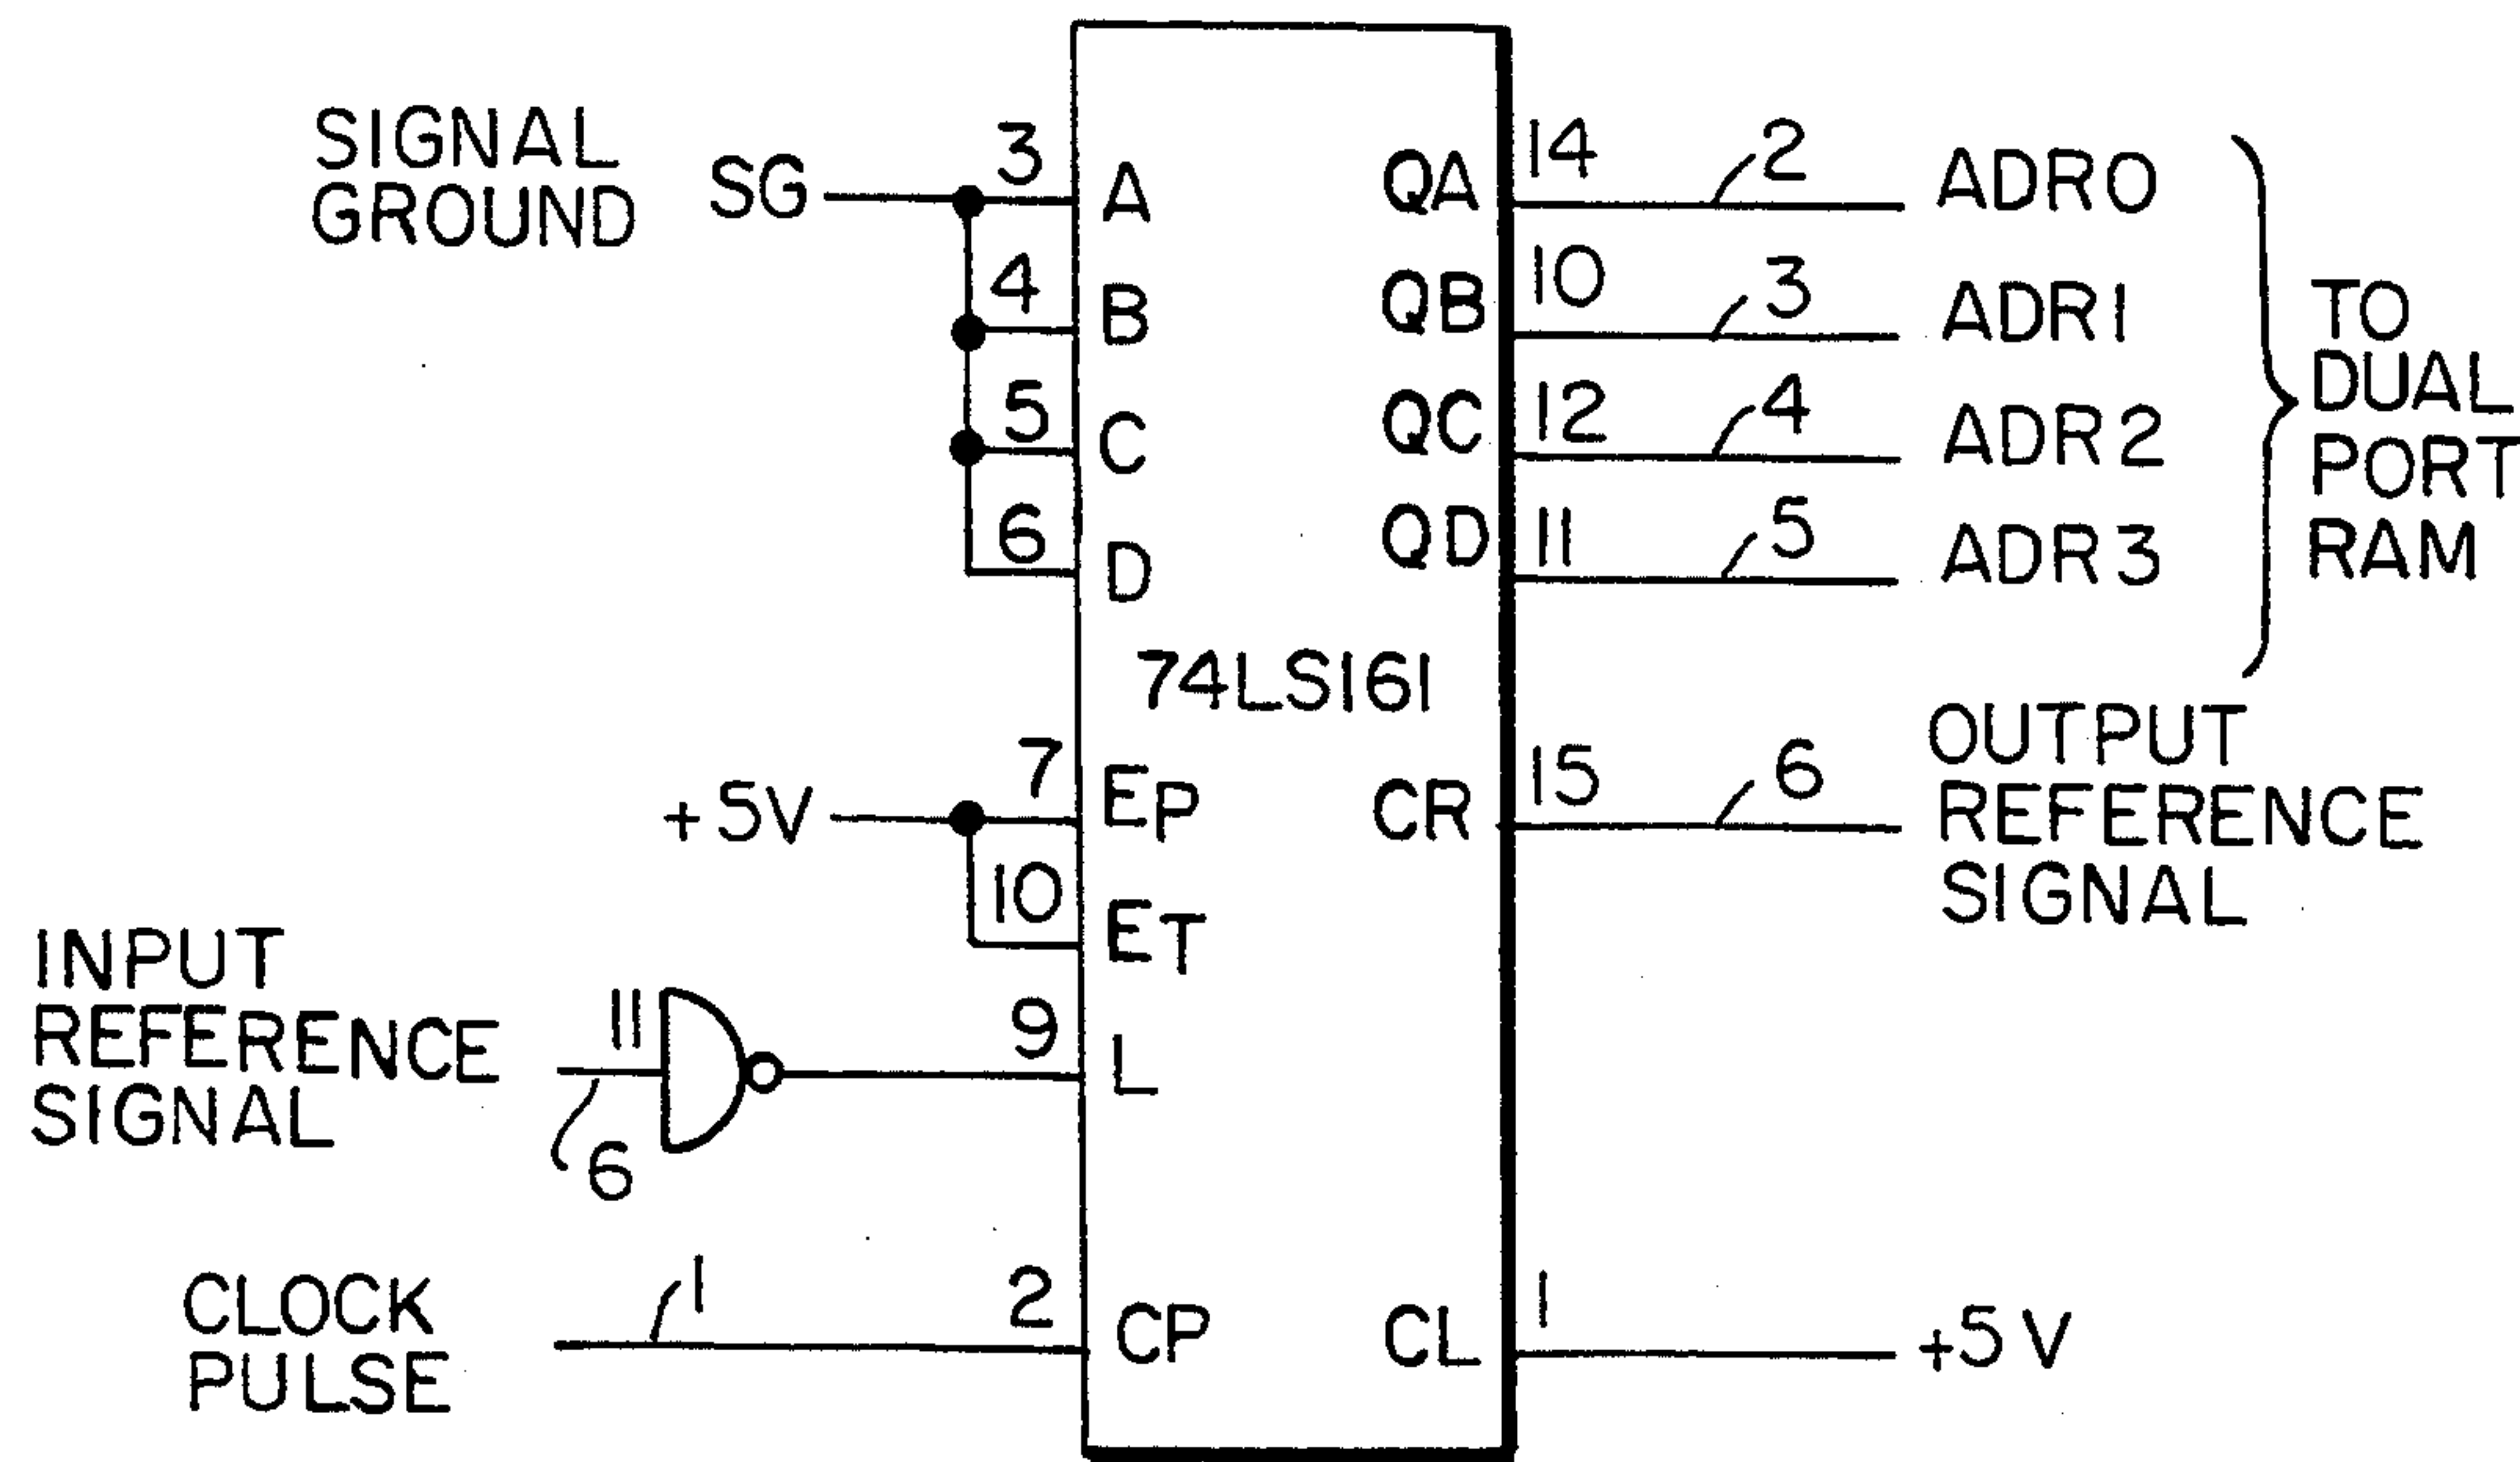 SIGNAL
GROUND
SG
3
A
4
B
5
C
6
D
QA
14
2
ADR0
QB
10
3
ADR1
QC
12
4
ADR2
QD
11
5
ADR3
TO
DUAL
PORT
RAM
74LS161
+5V
7
EP
10
ET
CR
15
6
OUTPUT
REFERENCE
SIGNAL
INPUT
REFERENCE
SIGNAL
11
6
9
L
CLOCK
PULSE
1
2
CP
CL
1
+5V